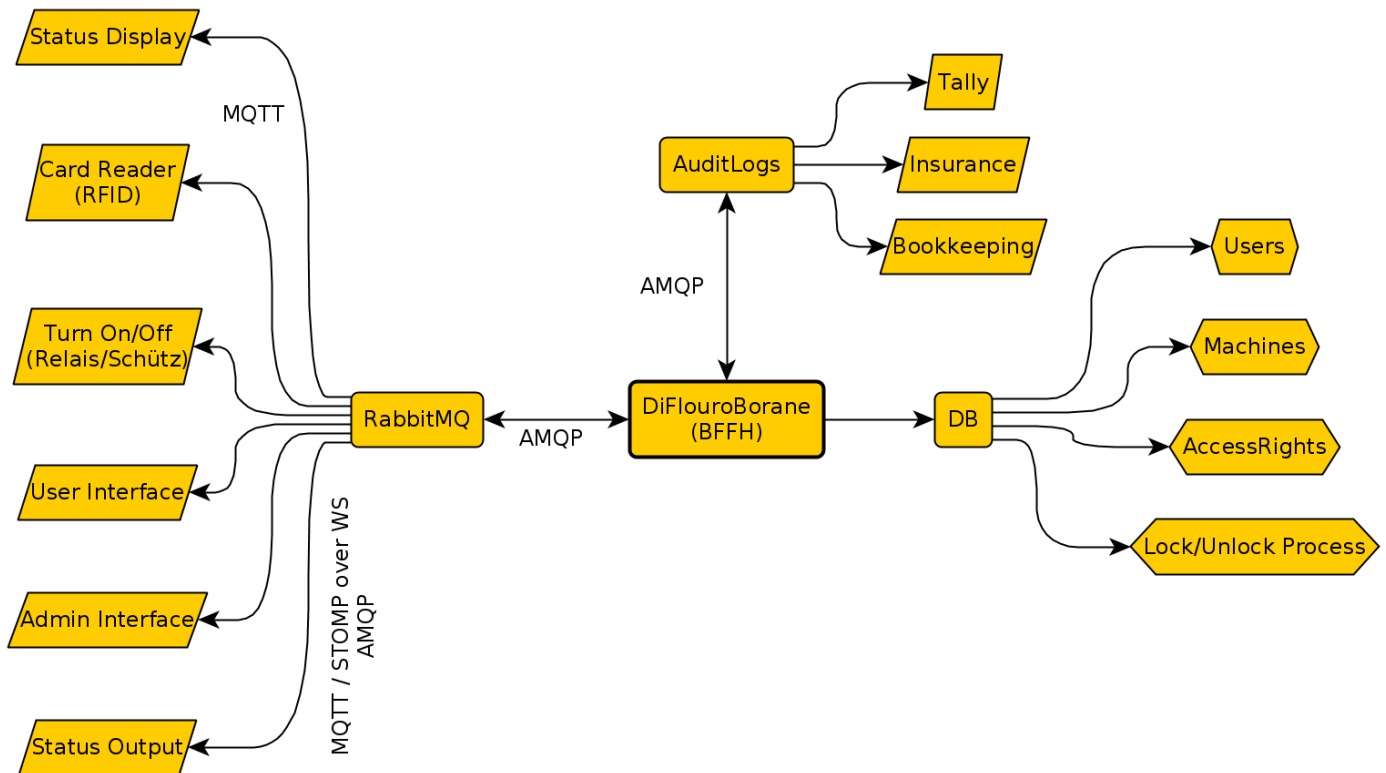 Status Display
MQTT
Card Reader
(RFID)
Turn On/Off
(Relais/Schütz)
User Interface
Admin Interface
Status Output
RabbitMQ
MQTT / STOMP over WS
AMQP
AMQP
AuditLogs
AMQP
DiFlouroBorane
(BFFH)
Tally
Insurance
Bookkeeping
DB
Users
Machines
AccessRights
Lock/Unlock Process